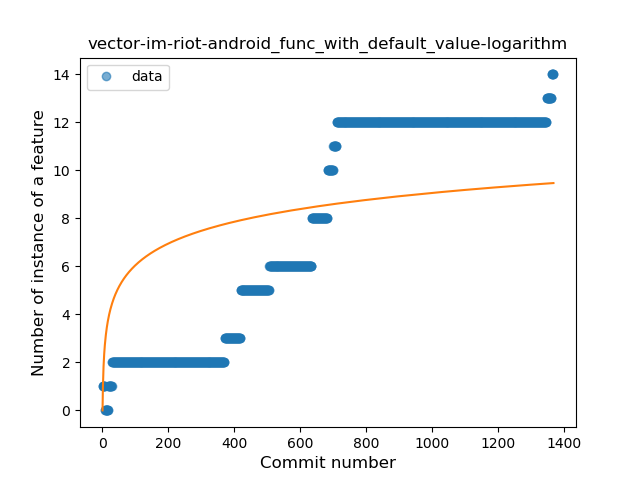 vector-im-riot-android_func_with_default_value-logarithm
data
Number of instance of a feature
14
12
10
8
6
4
2
0
0 200 400 600 800 1000 1200 1400
Commit number